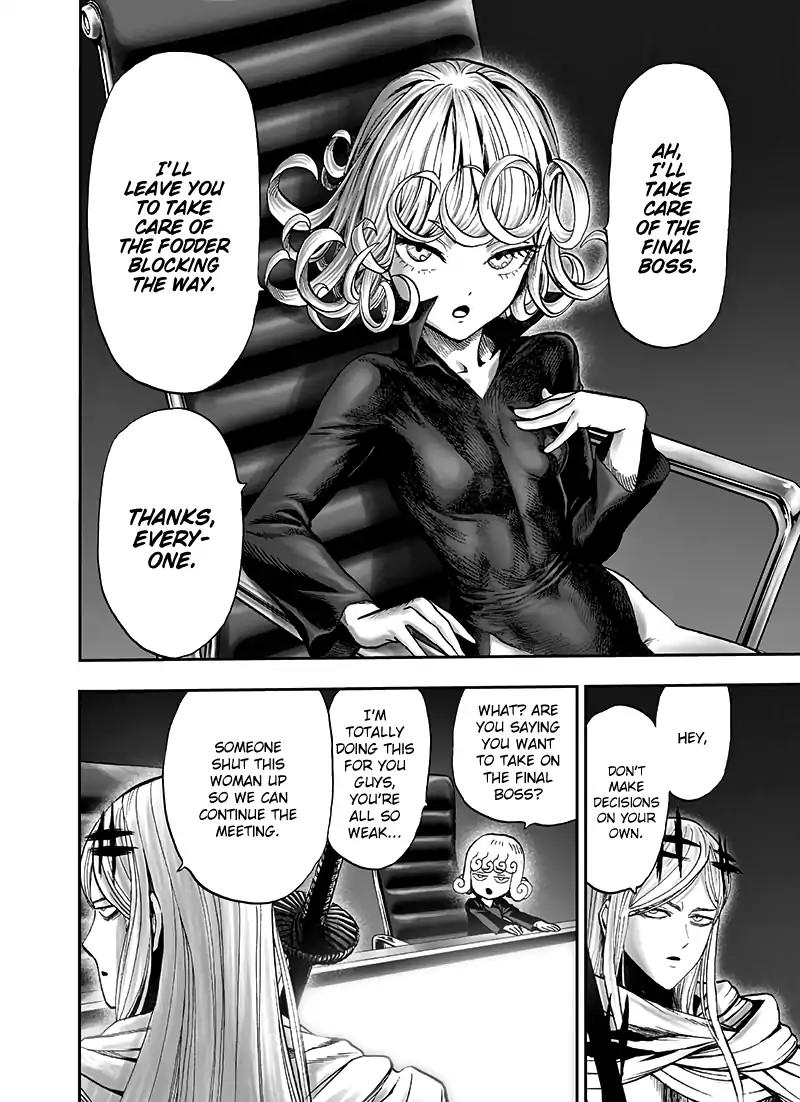 AH,
I'LL
TAKE
CARE
OF THE
FINAL
BOSS.
I'LL
LEAVE YOU
TO TAKE
CARE OF
THE FODDER
BLOCKING
THE WAY.
THANKS,
EVERY-
ONE.
HEY,
DON'T
MAKE
DECISIONS
ON YOUR
OWN.
WHAT? ARE
YOU SAYING
YOU WANT
TO TAKE
ON THE
FINAL
BOSS?
I'M
TOTALLY
DOING THIS
FOR YOU
GUYS,
YOU'RE
ALL SO
WEAK...
SOMEONE
SHUT THIS
WOMAN UP
SO WE CAN
CONTINUE THE
MEETING.